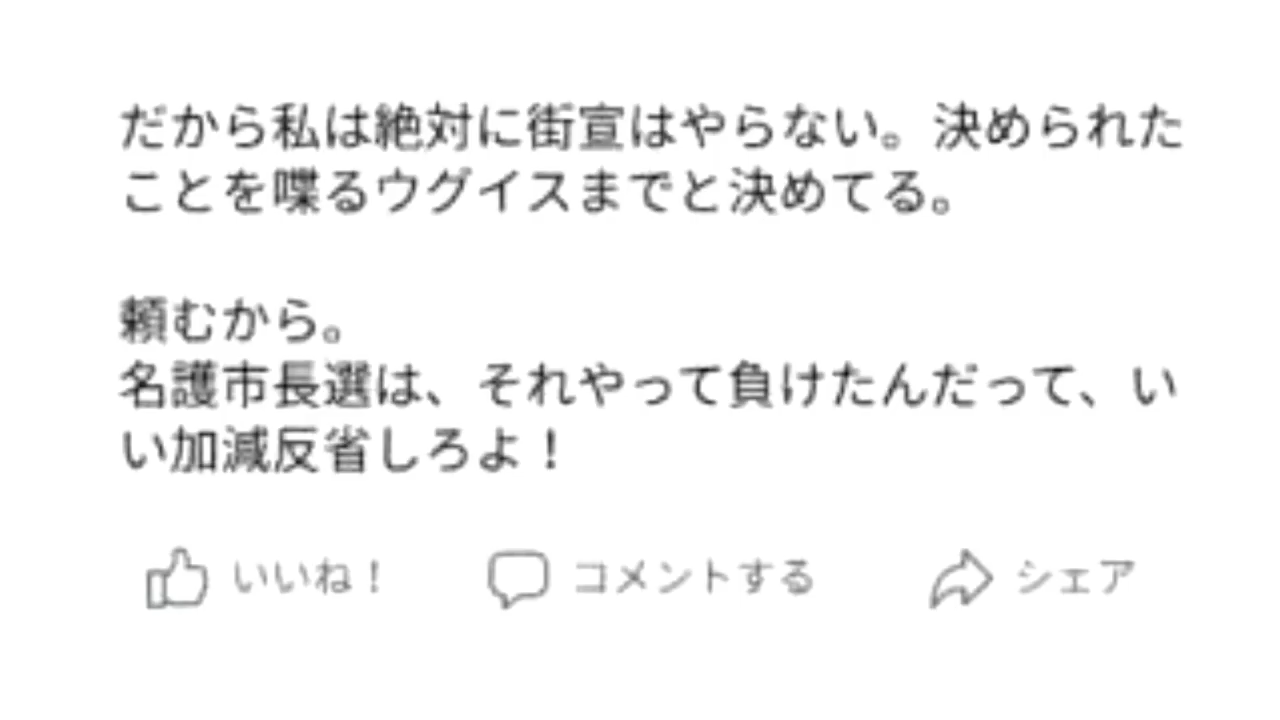 だから私は絶対に街宣はやらない。決められた
ことを喋るウグイスまでと決めてる。
頼むから。
名護市長選は、それやって負けたんだって、い
い加減反省しろよ！
いいね！ コメントする シェア